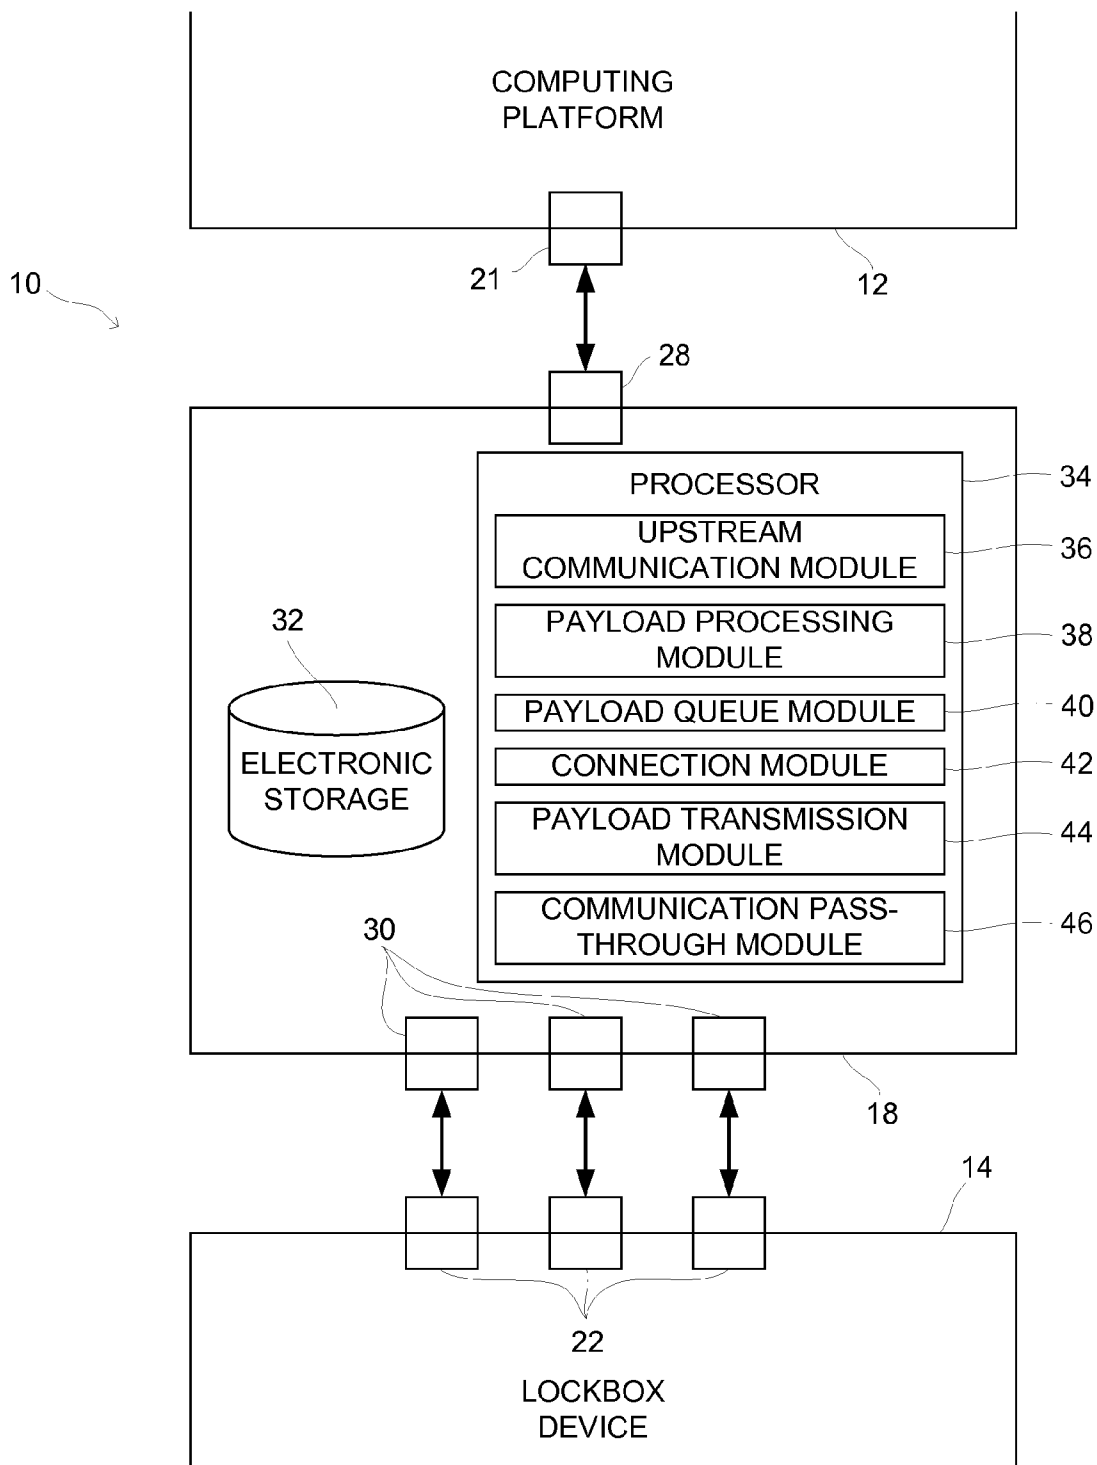 COMPUTING
PLATFORM
21
12
10
28
PROCESSOR
34
UPSTREAM
COMMUNICATION MODULE
36
PAYLOAD PROCESSING
MODULE
38
32
PAYLOAD QUEUE MODULE
40
ELECTRONIC
STORAGE
CONNECTION MODULE
42
PAYLOAD TRANSMISSION
MODULE
44
COMMUNICATION PASS-
THROUGH MODULE
46
30
18
14
22
LOCKBOX
DEVICE